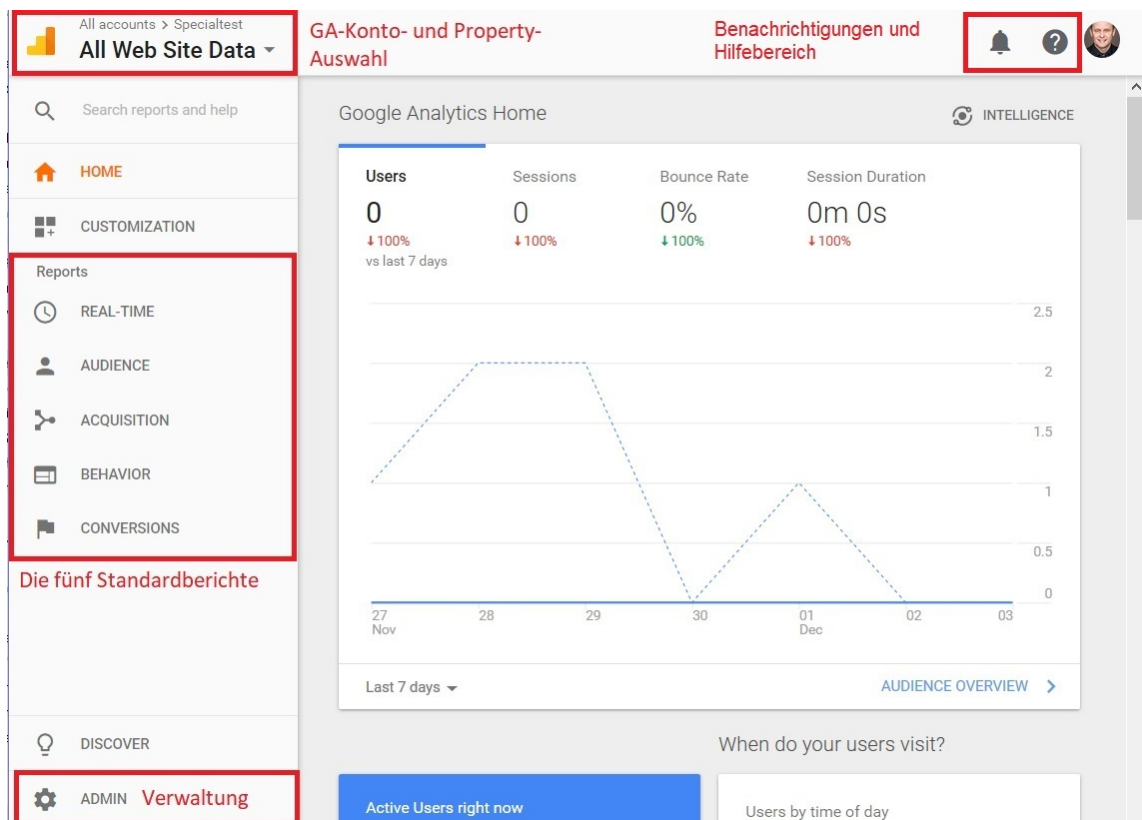 All accounts > Specialtest
All Web Site Data
GA-Konto- und Property-
Auswahl
Benachrichtigungen und
Hilfebereich
Search reports and help
HOME
CUSTOMIZATION
Reports
REAL-TIME
AUDIENCE
ACQUISITION
BEHAVIOR
CONVERSIONS
Die fünf Standardberichte
DISCOVER
ADMIN Verwaltung
Google Analytics Home
INTELLIGENCE
Users
0
↓100%
vs last 7 days
Sessions
0
↓100%
Bounce Rate
0%
↓100%
Session Duration
0m 0s
↓100%
2.5
2
1.5
1
0.5
0
27
Nov
28
29
30
01
Dec
02
03
Last 7 days
AUDIENCE OVERVIEW
When do your users visit?
Active Users right now
Users by time of day